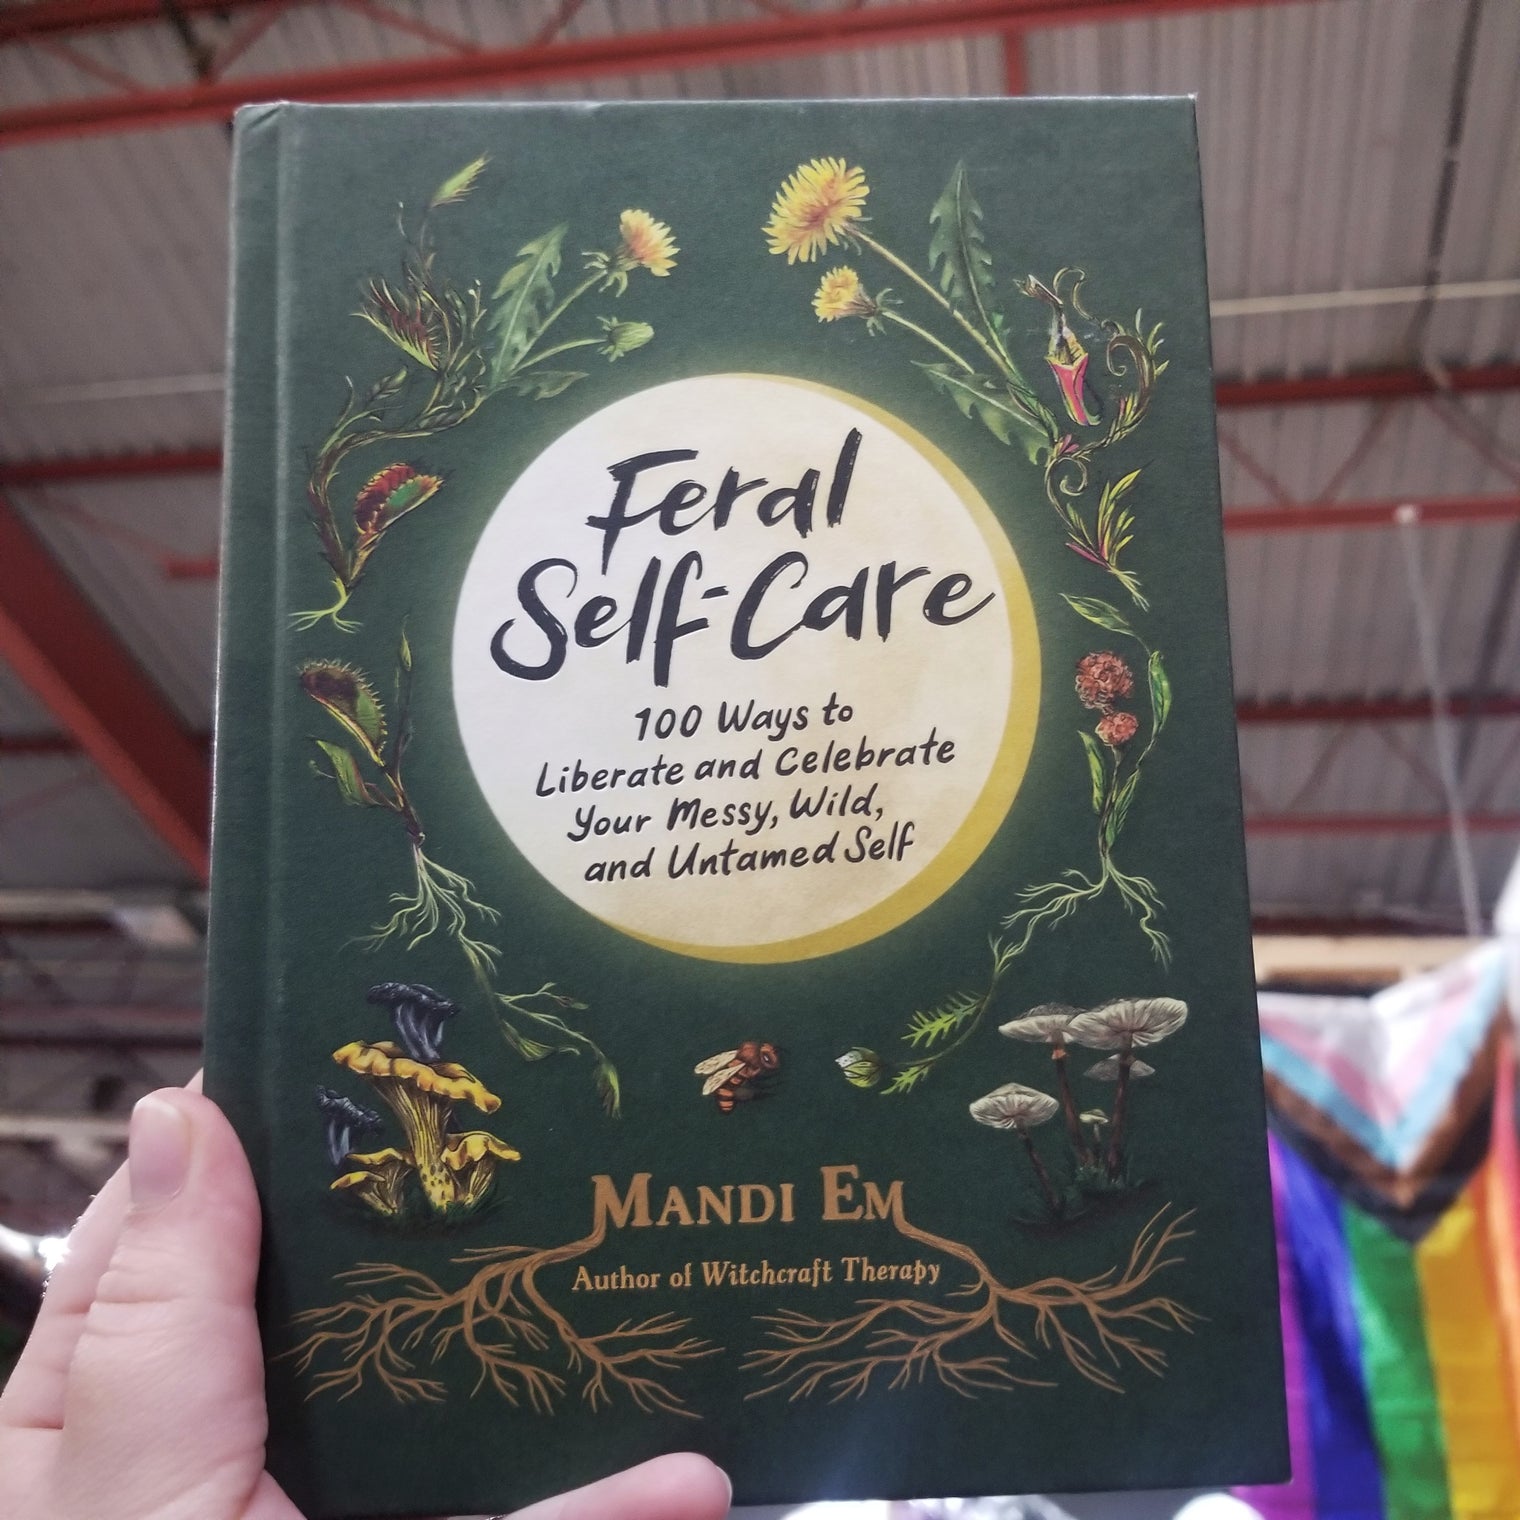 Feral
Self-Care
100 Ways to
Liberate and Celebrate
Your Messy, Wild,
and Untamed Self
MANDI EM
Author of Witchcraft Therapy